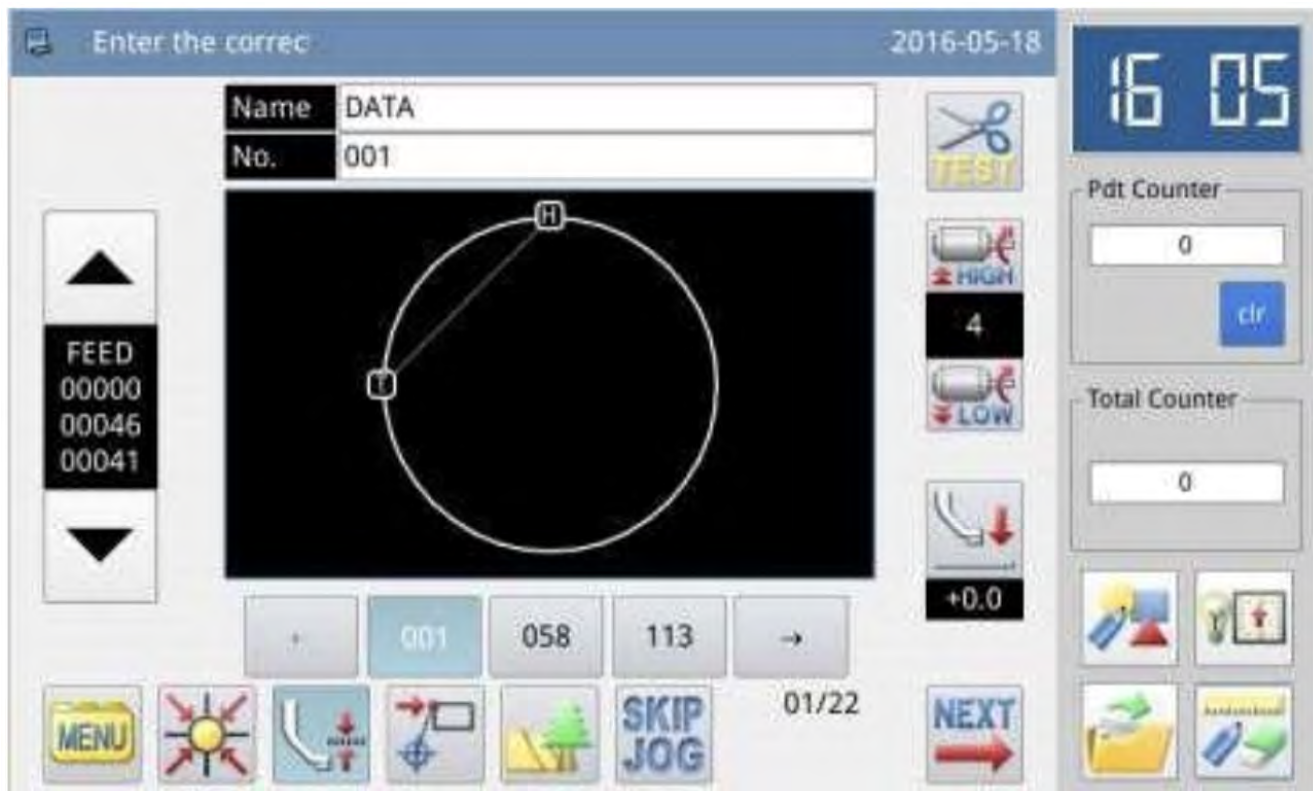 Enter the correc 2016-05-18
16 05
Name DATA
No. 001
TEST
Pdt Counter
0
clr
HIGH
4
LOW
H
T
FEED
00000
00046
00041
Total Counter
0
+0.0
001 058 113 →
01/22
MENU
SKIP
JOG
NEXT